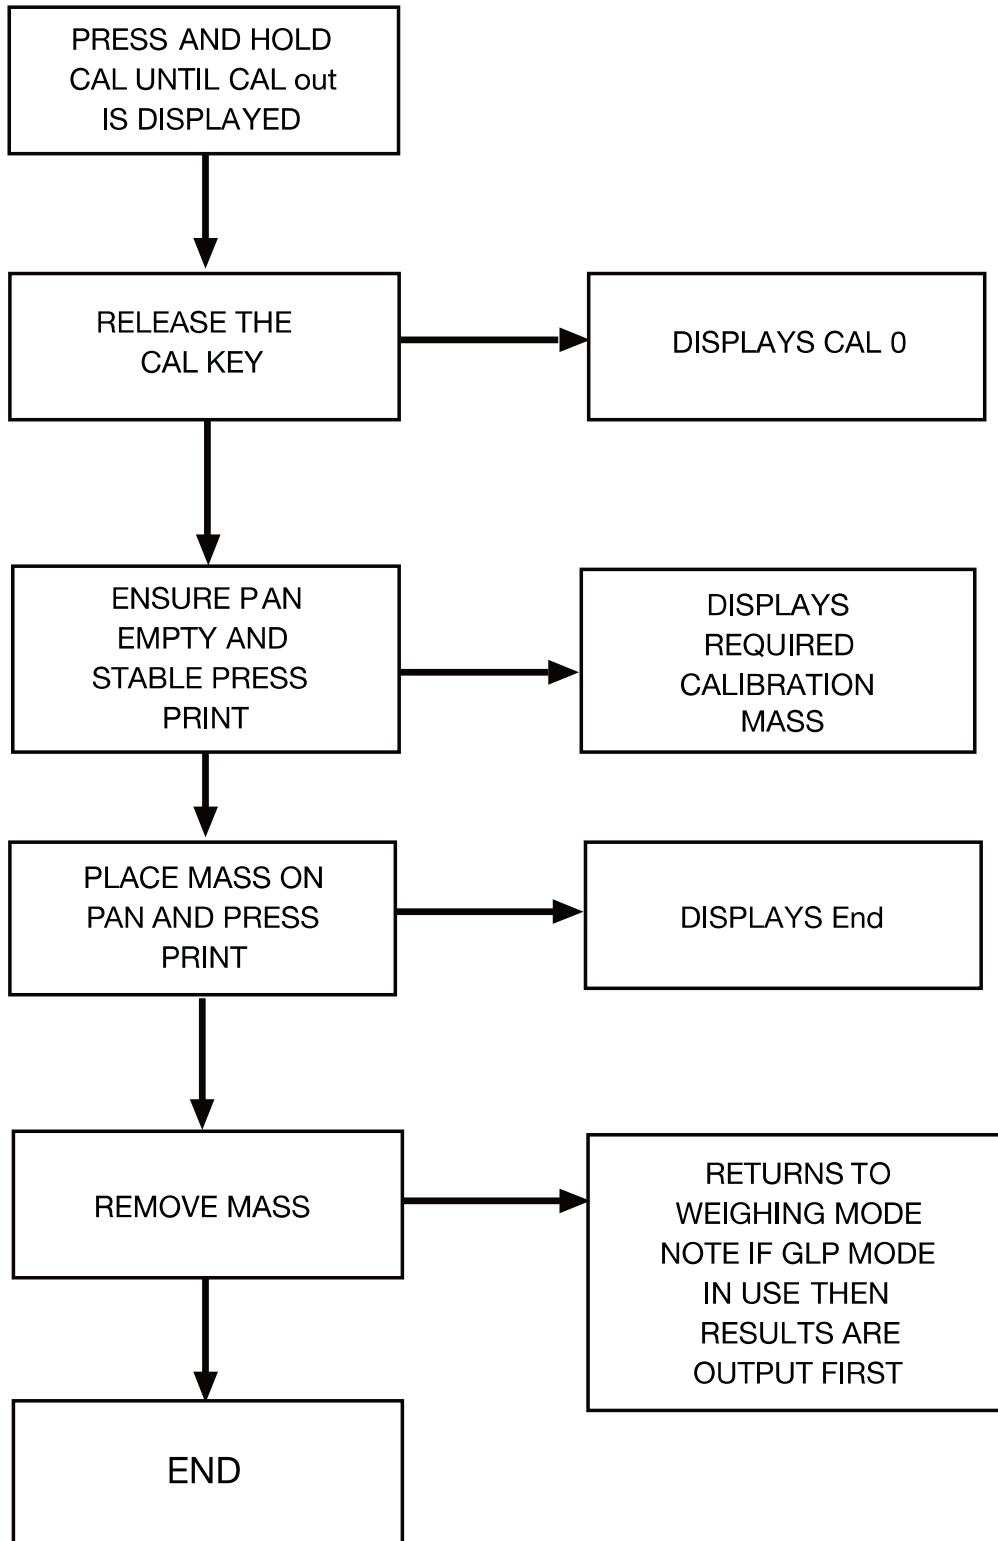 PRESS AND HOLD
CAL UNTIL CAL out
IS DISPLAYED
RELEASE THE
CAL KEY
DISPLAYS CAL 0
ENSURE PAN
EMPTY AND
STABLE PRESS
PRINT
DISPLAYS
REQUIRED
CALIBRATION
MASS
PLACE MASS ON
PAN AND PRESS
PRINT
DISPLAYS End
REMOVE MASS
RETURNS TO
WEIGHING MODE
NOTE IF GLP MODE
IN USE THEN
RESULTS ARE
OUTPUT FIRST
END